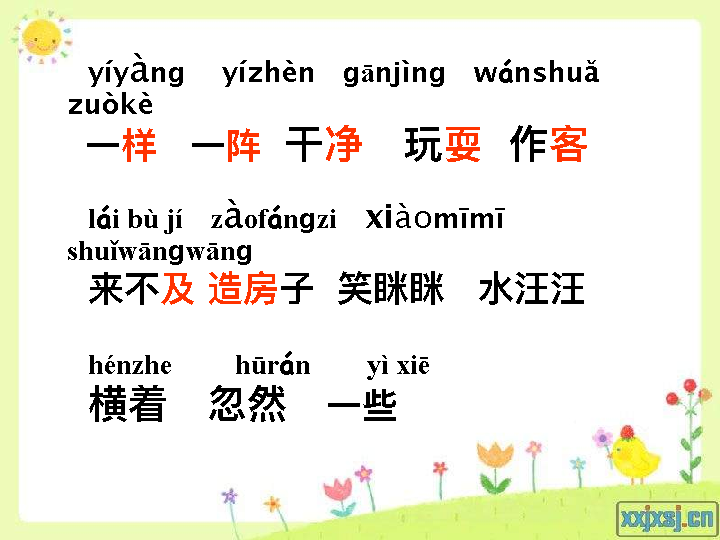 yíyàng yízhèn gānjìng wánshuǎ
zuòkè
一样 一阵 干净 玩耍 作客
lái bù jí zàofángzi xiàomīmī
shuǐwāngwāng
来不及 造房子 笑眯眯 水汪汪
hénzhe hūrán yì xiē
横着 忽然 一些
xxjxsj.cn